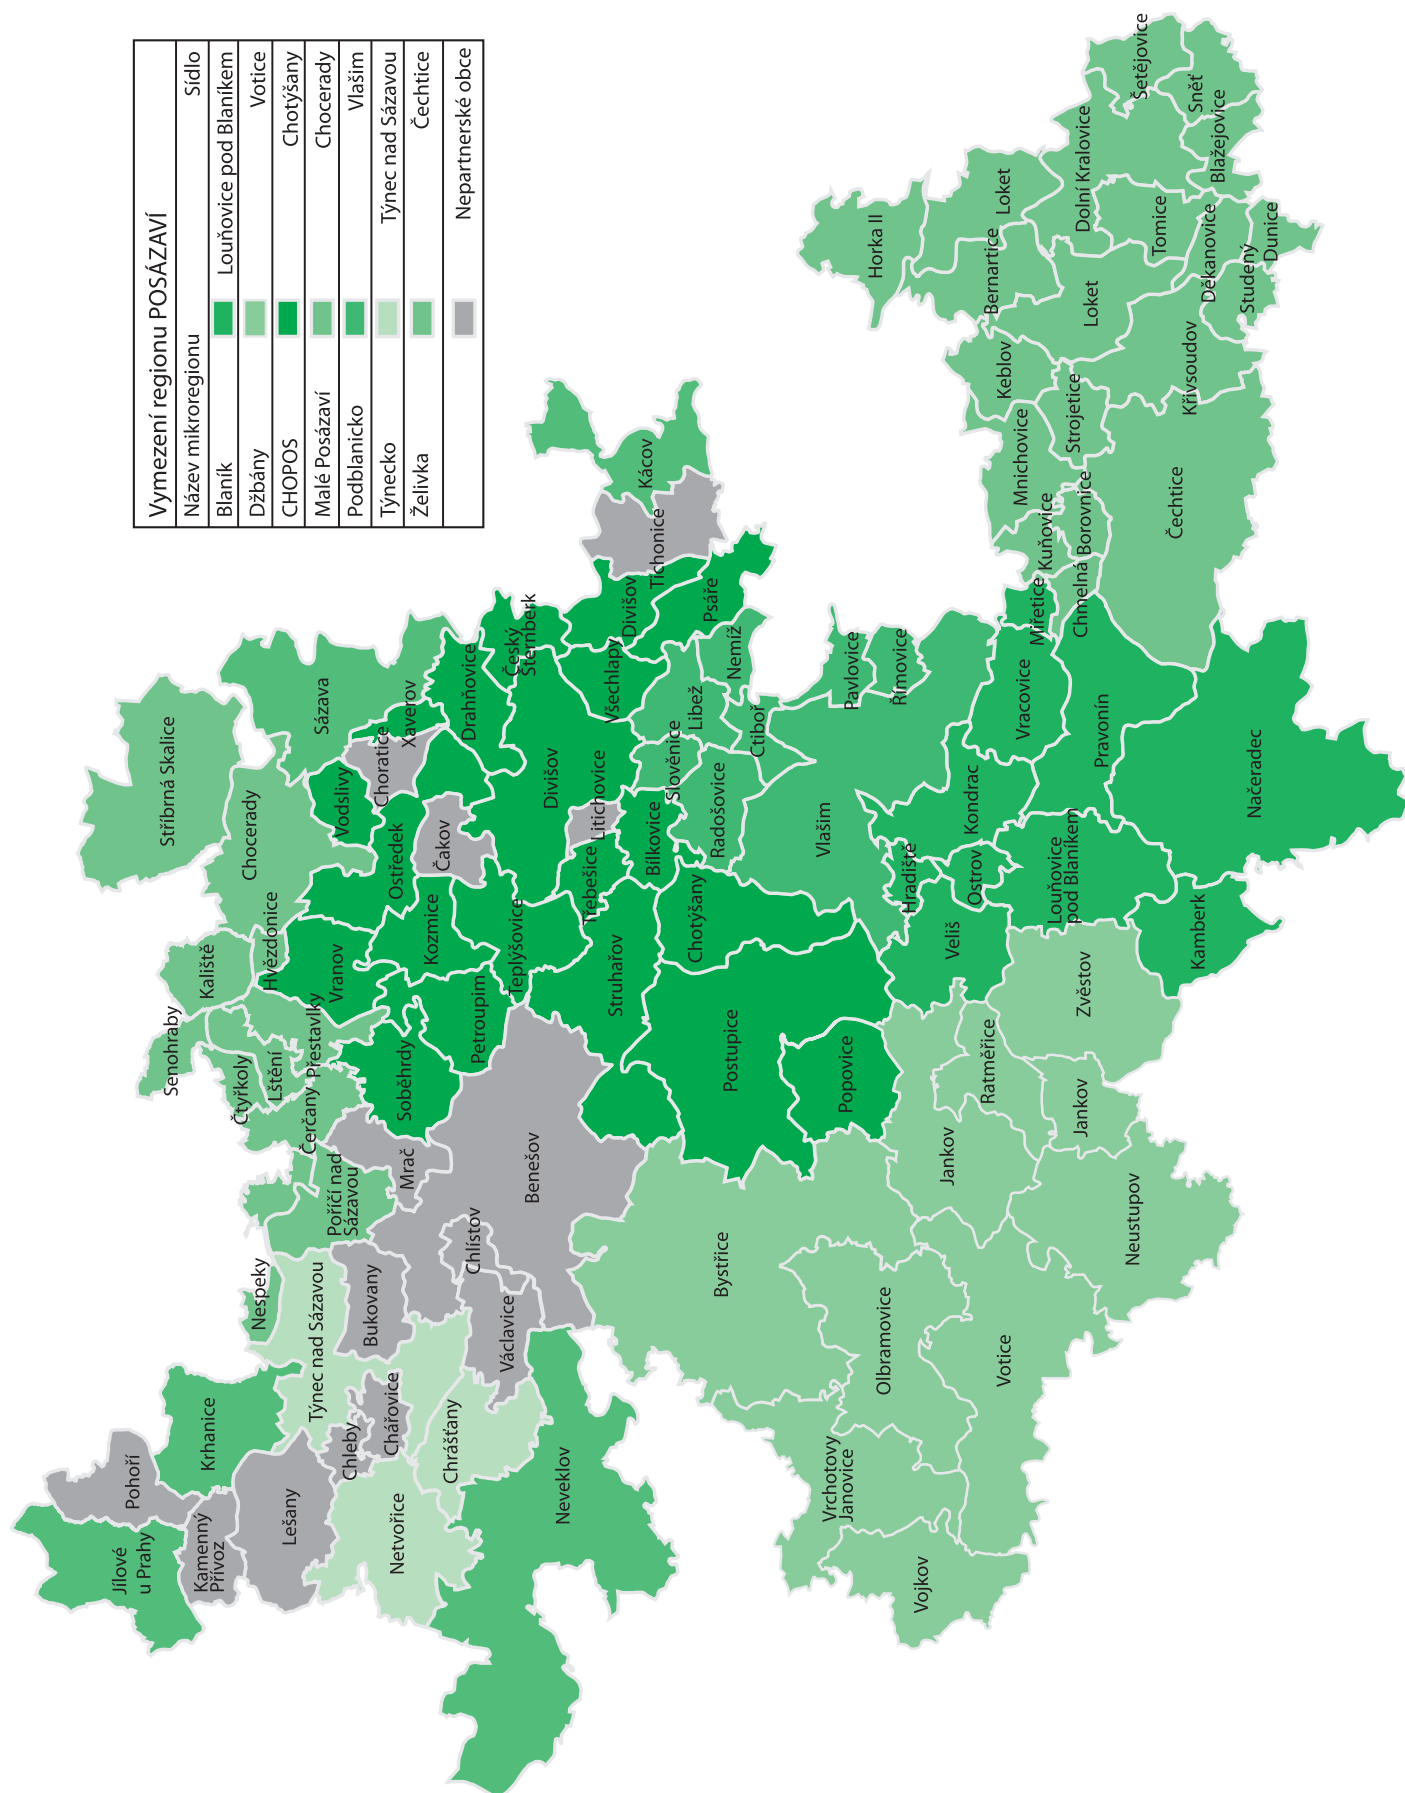 Vymezení regionu POSÁZAVÍ
Název mikroregionu Sídlo
Blaník Louňovice pod Blaníkem
Džbány Votice
CHOPOS Chotýšany
Malé Posázaví Chocerady
Podblanicko Vlašim
Týnecko Týnec nad Sázavou
Želivka Čechtice
Nepartnerské obce
Jílové
u Prahy
Pohoří
Kamenný
Přívoz
Krhanice
Lešany
Netvořice
Chleby
Chářovice
Chrášťany
Neveklov
Týnec nad Sázavou
Nespeky
Bukovany
Václavice
Chlístov
Benešov
Mrač
Poříčí nad
Sázavou
Čerčany
Čtyřkoly
Lštění
Přestavlky
Senohraby
Kaliště
Hvězdonice
Vranov
Soběhrdy
Petroupim
Kozmice
Teplýšovice
Struhařov
Ostředek
Čakov
Chocerady
Stříbrná Skalice
Vodslivy
Choratice
Xaverov
Sázava
Drahňovice
Český
Šternberk
Divišov
Všechlapy
Divišov
Tichonice
Kácov
Psáře
Nemíž
Libež
Ctiboř
Slověnice
Litichovice
Třebešice
Bílkovice
Radošovice
Chotýšany
Postupice
Popovice
Vlašim
Pavlovice
Římovice
Hradiště
Ostrov
Kondrac
Veliš
Vracovice
Miřetice
Louňovice
pod Blaníkem
Pravonín
Načeradec
Kamberk
Zvěstov
Ratměřice
Jankov
Jankov
Neustupov
Bystřice
Olbramovice
Votice
Vrchotovy
Janovice
Vojkov
Horka II
Loket
Bernartice
Loket
Keblov
Mnichovice
Strojetice
Kuňovice
Borovnice
Chmelná
Čechtice
Křivsoudov
Dolní Kralovice
Tomice
Děkanovice
Studený
Dunice
Blažejovice
Sněť
Šetějovice